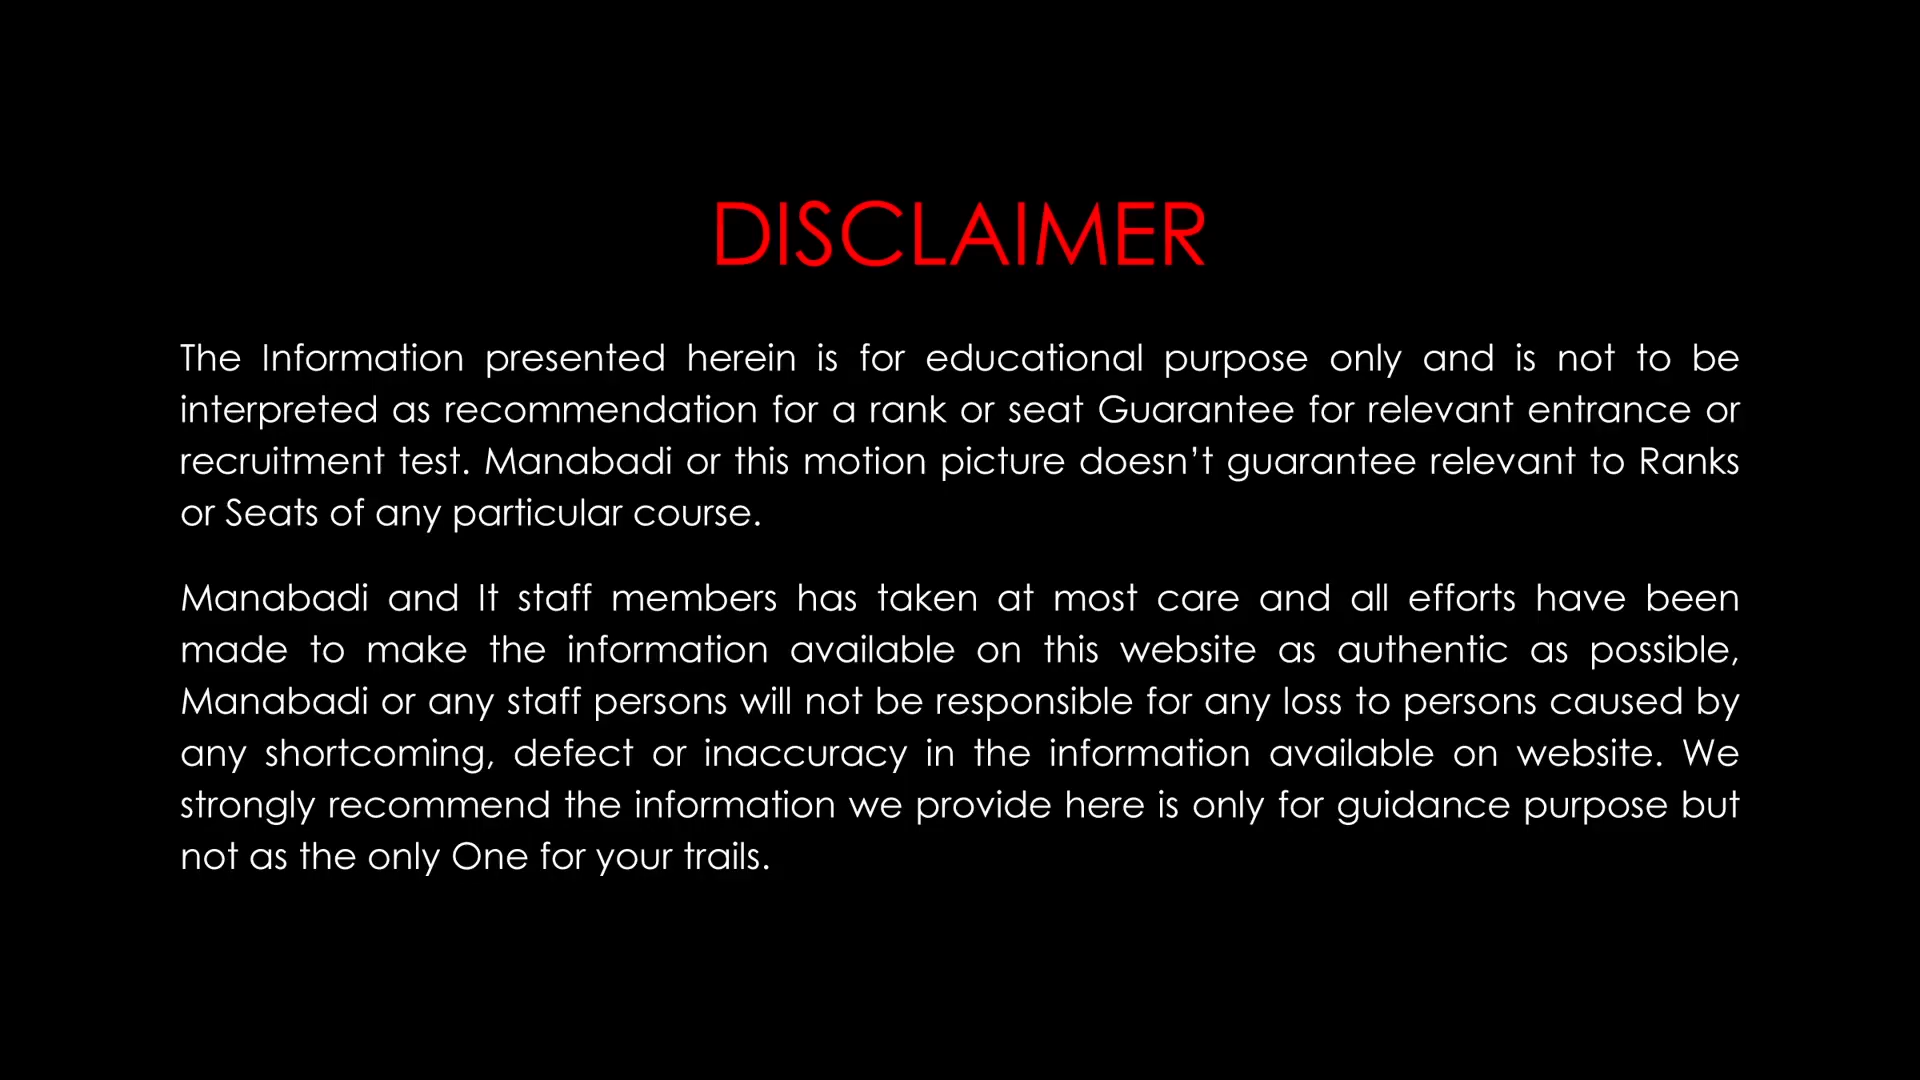 DISCLAIMER
The Information presented herein is for educational purpose only and is not to be
interpreted as recommendation for a rank or seat Guarantee for relevant entrance or
recruitment test. Manabadi or this motion picture doesn’t guarantee relevant to Ranks
or Seats of any particular course.
Manabadi and It staff members has taken at most care and all efforts have been
made to make the information available on this website as authentic as possible,
Manabadi or any staff persons will not be responsible for any loss to persons caused by
any shortcoming, defect or inaccuracy in the information available on website. We
strongly recommend the information we provide here is only for guidance purpose but
not as the only One for your trails.